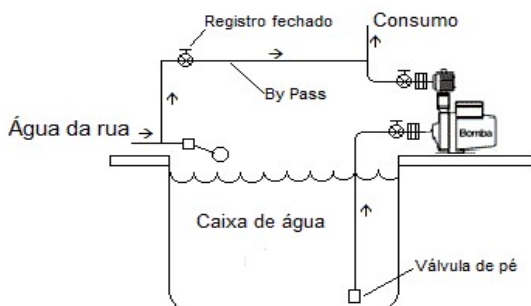 Registro fechado
Consumo
By Pass
Água da rua
Bomba
Caixa de água
Válvula de pé